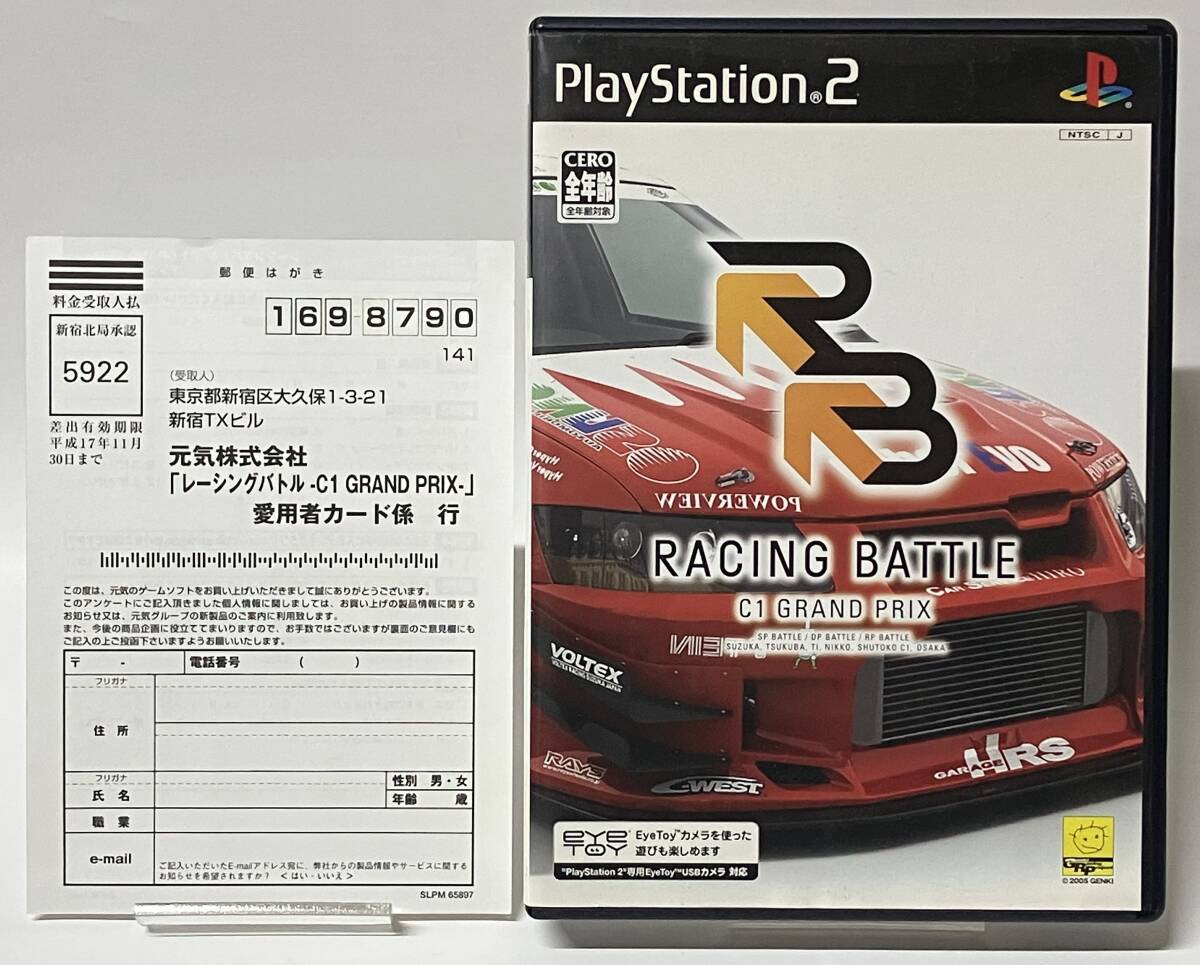 郵便はがき
料金受取人払
新宿北局承認
5922
差出有効期限
平成17年11月
30日まで
169-8790
141
(受取人)
東京都新宿区大久保1-3-21
新宿TXビル
元気株式会社
「レーシングバトル -C1 GRAND PRIX-」
愛用者カード係 行
この度は、元気のゲームソフトをお買い上げいただきまして誠にありがとうございます。
このアンケートにご記入頂きました個人情報に関しましては、お買い上げの製品情報に関する
お知らせ又は、元気グループの新製品のご案内に利用致します。
また、今後の商品企画に役立ててまいりますので、お手数ではございますが裏面のご意見欄にも
ご記入の上ご投函下さいますようお願いいたします。
〒 - 電話番号 ( )
フリガナ
住所
フリガナ
氏名
性別 男・女
年齢 歳
職業
e-mail
ご記入いただいたE-mailアドレス宛に、弊社からの製品情報やサービスに関する
お知らせを希望されますか? <はい・いいえ>
SLPM 65897
PlayStation®2
NTSC J
CERO
全年齢
全年齢対象
RB
POWERVIEW
EVO
RACING BATTLE
C1 GRAND PRIX
SP BATTLE / DP BATTLE / RP BATTLE
SUZUKA, TSUKUBA, TI, NIKKO, SHUTOKO C1, OSAKA
VOLTEX
RACING SUZUKA JAPAN
RAYS
C-WEST
GARAGE HRS
EYE TOY
EyeToy™カメラを使った
遊びも楽しめます
"PlayStation 2"専用EyeToy™USBカメラ 対応
© 2005 GENKI